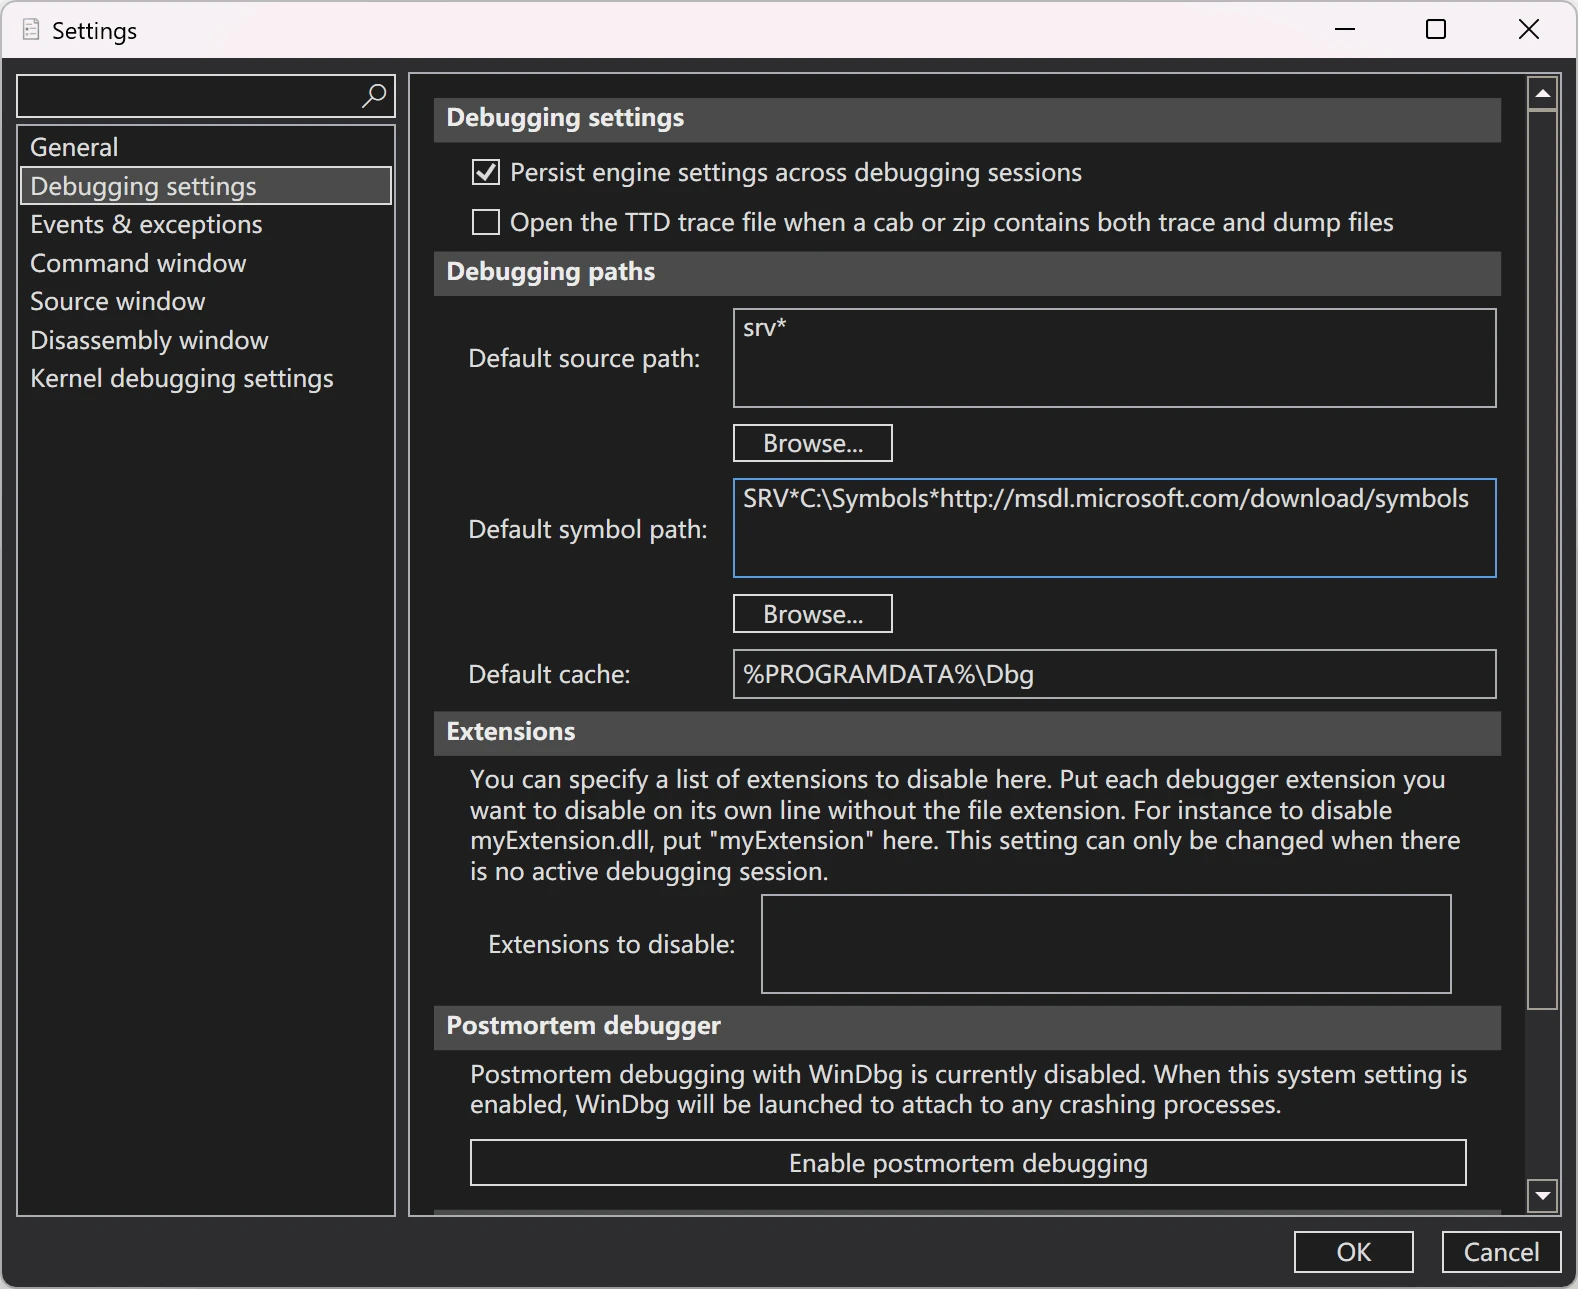 Settings
General
Debugging settings
Events & exceptions
Command window
Source window
Disassembly window
Kernel debugging settings
Debugging settings
Persist engine settings across debugging sessions
Open the TTD trace file when a cab or zip contains both trace and dump files
Debugging paths
Default source path:
srv*
Browse...
Default symbol path:
SRV*C:\Symbols*http://msdl.microsoft.com/download/symbols
Browse...
Default cache:
%PROGRAMDATA%\Dbg
Extensions
You can specify a list of extensions to disable here. Put each debugger extension you
want to disable on its own line without the file extension. For instance to disable
myExtension.dll, put "myExtension" here. This setting can only be changed when there
is no active debugging session.
Extensions to disable:
Postmortem debugger
Postmortem debugging with WinDbg is currently disabled. When this system setting is
enabled, WinDbg will be launched to attach to any crashing processes.
Enable postmortem debugging
OK
Cancel